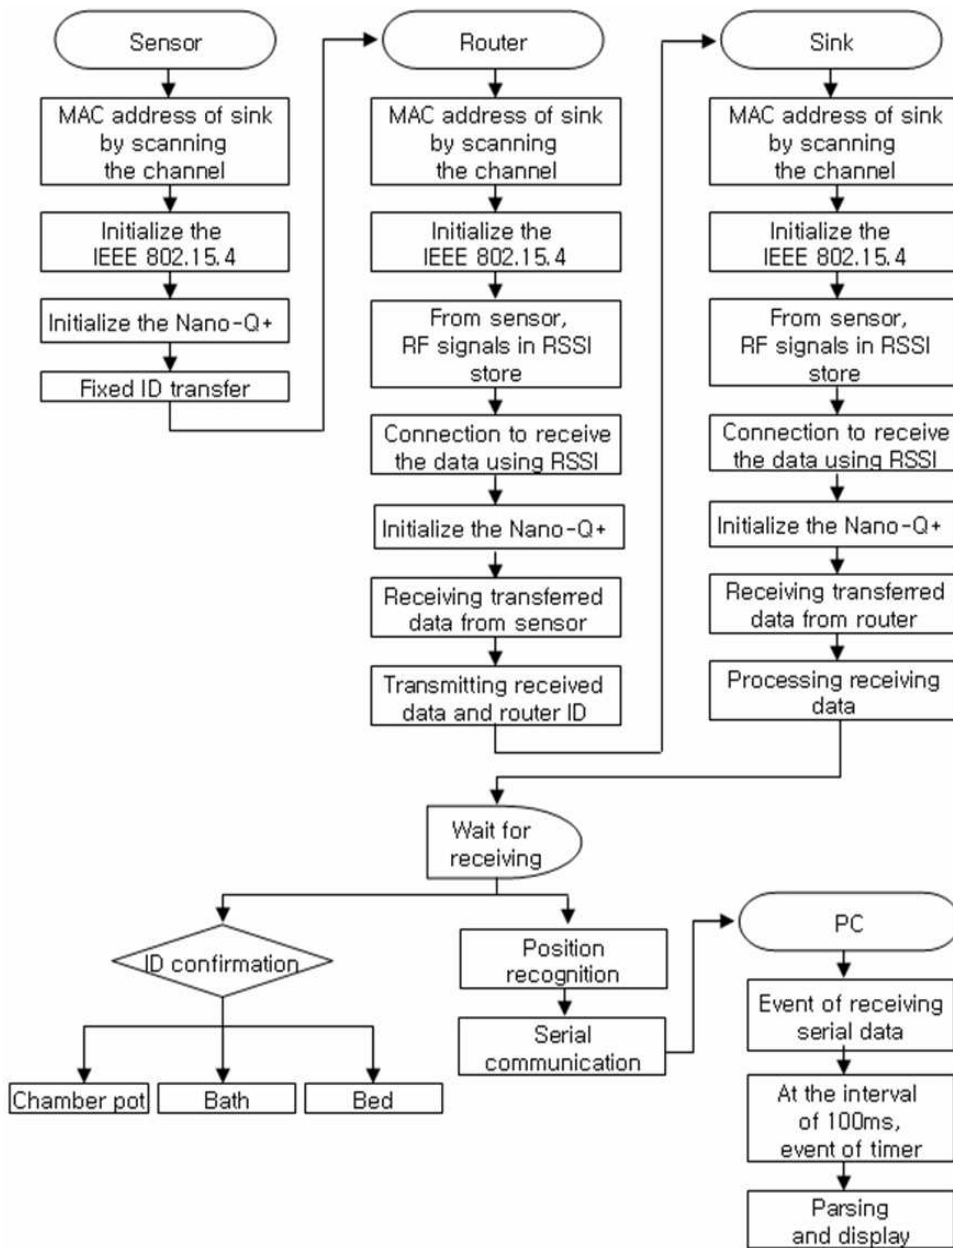 Sensor
MAC address of sink
by scanning
the channel
Initialize the
IEEE 802.15.4
Initialize the Nano-Q+
Fixed ID transfer
Router
MAC address of sink
by scanning
the channel
Initialize the
IEEE 802.15.4
From sensor,
RF signals in RSSI
store
Connection to receive
the data using RSSI
Initialize the Nano-Q+
Receiving transferred
data from sensor
Transmitting received
data and router ID
Sink
MAC address of sink
by scanning
the channel
Initialize the
IEEE 802.15.4
From sensor,
RF signals in RSSI
store
Connection to receive
the data using RSSI
Initialize the Nano-Q+
Receiving transferred
data from router
Processing receiving
data
Wait for
receiving
ID confirmation
Chamber pot
Bath
Bed
Position
recognition
Serial
communication
PC
Event of receiving
serial data
At the interval
of 100ms,
event of timer
Parsing
and display